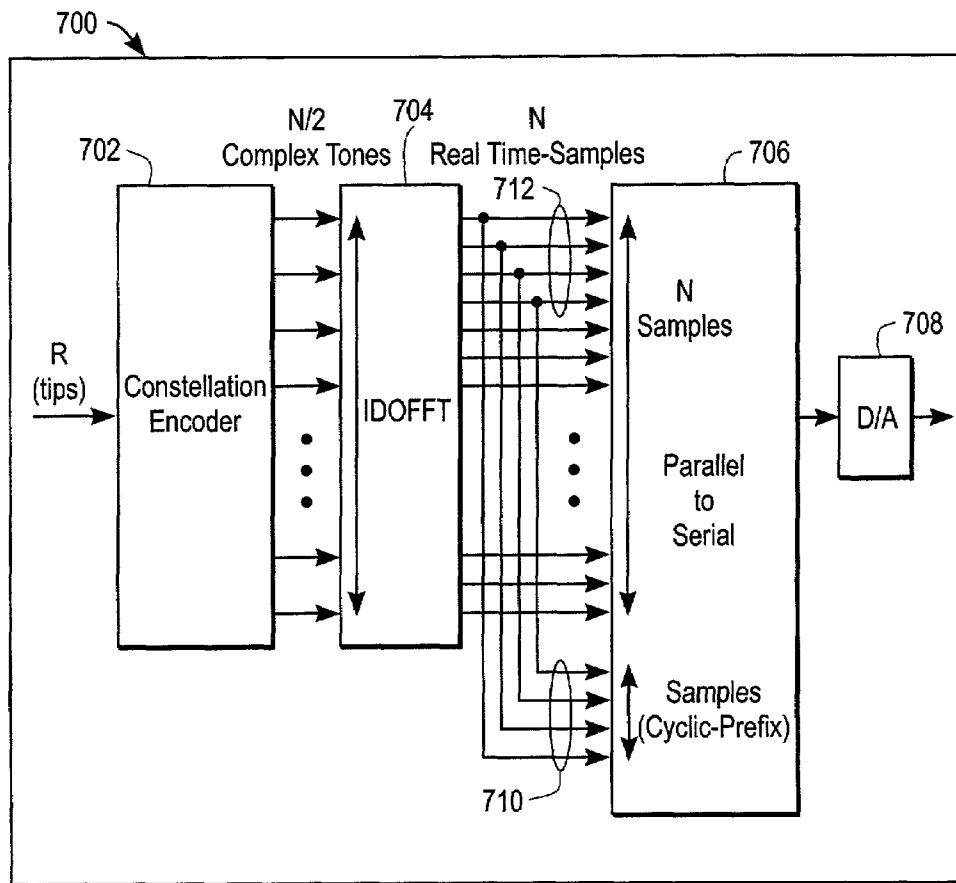 700
702
N/2
Complex Tones
704
N
Real Time-Samples
712
706
R
(tips)
Constellation
Encoder
IDOFFT
N
Samples
Parallel
to
Serial
708
D/A
Samples
(Cyclic-Prefix)
710